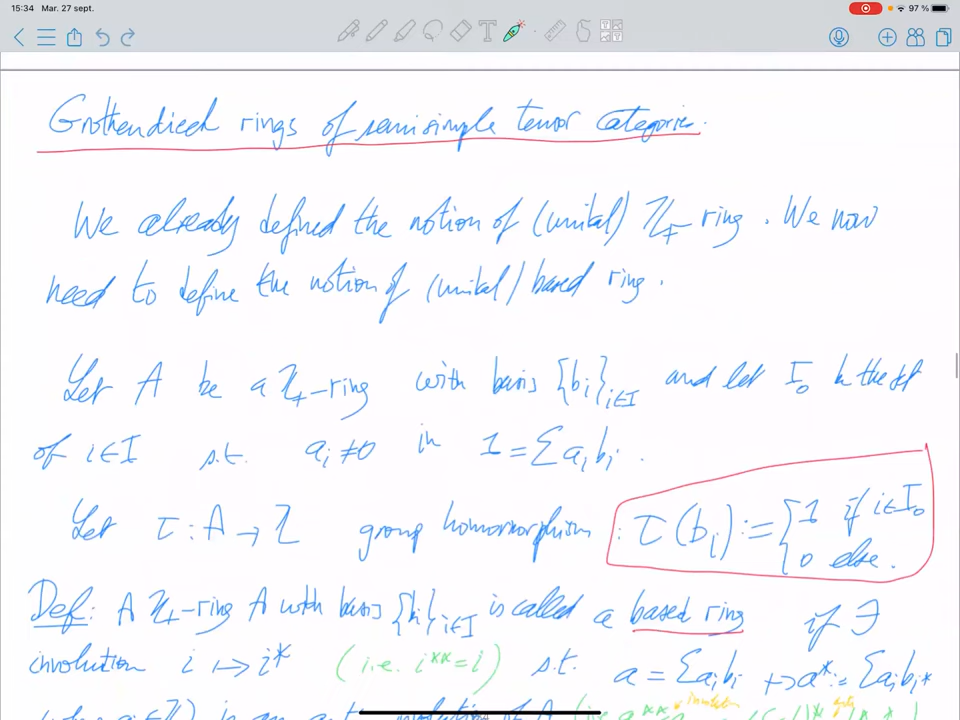 15:34 Mar. 27 sept. 97 %
Grothendieck rings of semisimple tensor categories.
We already defined the notion of (unital) ℤ₊ ring. We now
need to define the notion of (unital) based ring.
Let A be a ℤ₊-ring with basis {bᵢ}ᵢ∈I and let I₀ be the set
of i∈I s.t. aᵢ≠0 in 1 = Σaᵢbᵢ.
Let τ: A → ℤ group homomorphism : τ(bᵢ) := { 1 if i∈I₀
{ 0 else.
Def: A ℤ₊-ring A with basis {bᵢ}ᵢ∈I is called a based ring if ∃
involution i ↦ i* (i.e. i**=i) s.t. a = Σaᵢbᵢ ↦ a* := Σaᵢbᵢ*